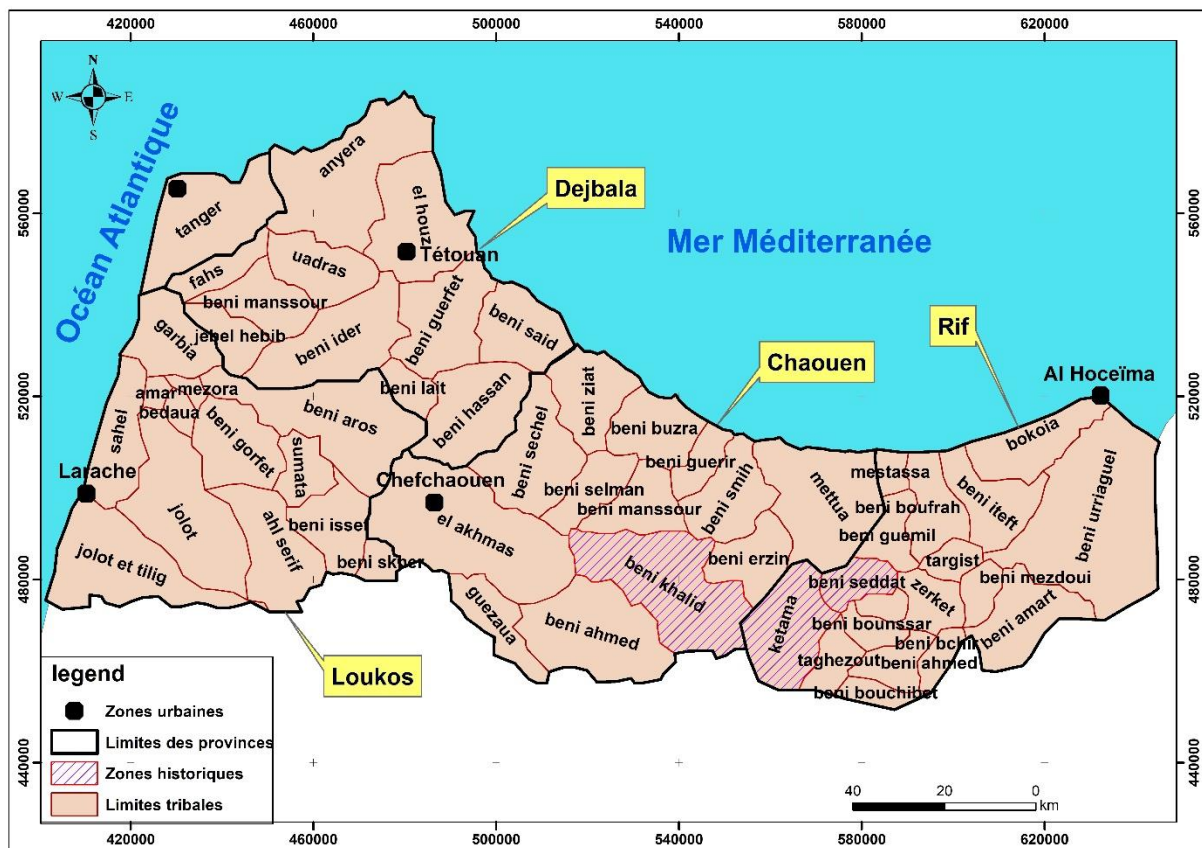 420000 460000 500000 540000 580000 620000
560000
520000
480000
440000
560000
520000
480000
440000
N
W E
S
Océan Atlantique
Mer Méditerranée
Dejbala
Chaouen
Rif
Loukos
anyera
tanger
el houz
Tétouan
fahs
uadras
beni manssour
garbia
jebel hebib
beni ider
beni guerfet
beni said
Al Hoceïma
amar
mezora
bedaua
sahel
beni gorfet
beni aros
sumata
beni lait
beni hassan
beni sechel
beni ziat
beni buzra
beni guerir
beni smih
bokoia
mestassa
mettua
Larache
Chefchaouen
el akhmas
beni selman
beni manssour
beni boufrah
beni iteft
beni urriaguel
beni guemil
jolot
ahl serif
beni isset
beni skher
jolot et tilig
beni khalid
beni erzin
targist
beni seddat
zerket
beni mezdoui
beni amart
guezaua
beni ahmed
ketama
beni bounssar
beni bchir
taghezout
beni ahmed
beni bouchibet
legend
Zones urbaines
Limites des provinces
Zones historiques
Limites tribales
40 20 0
km
420000 460000 500000 540000 580000 620000